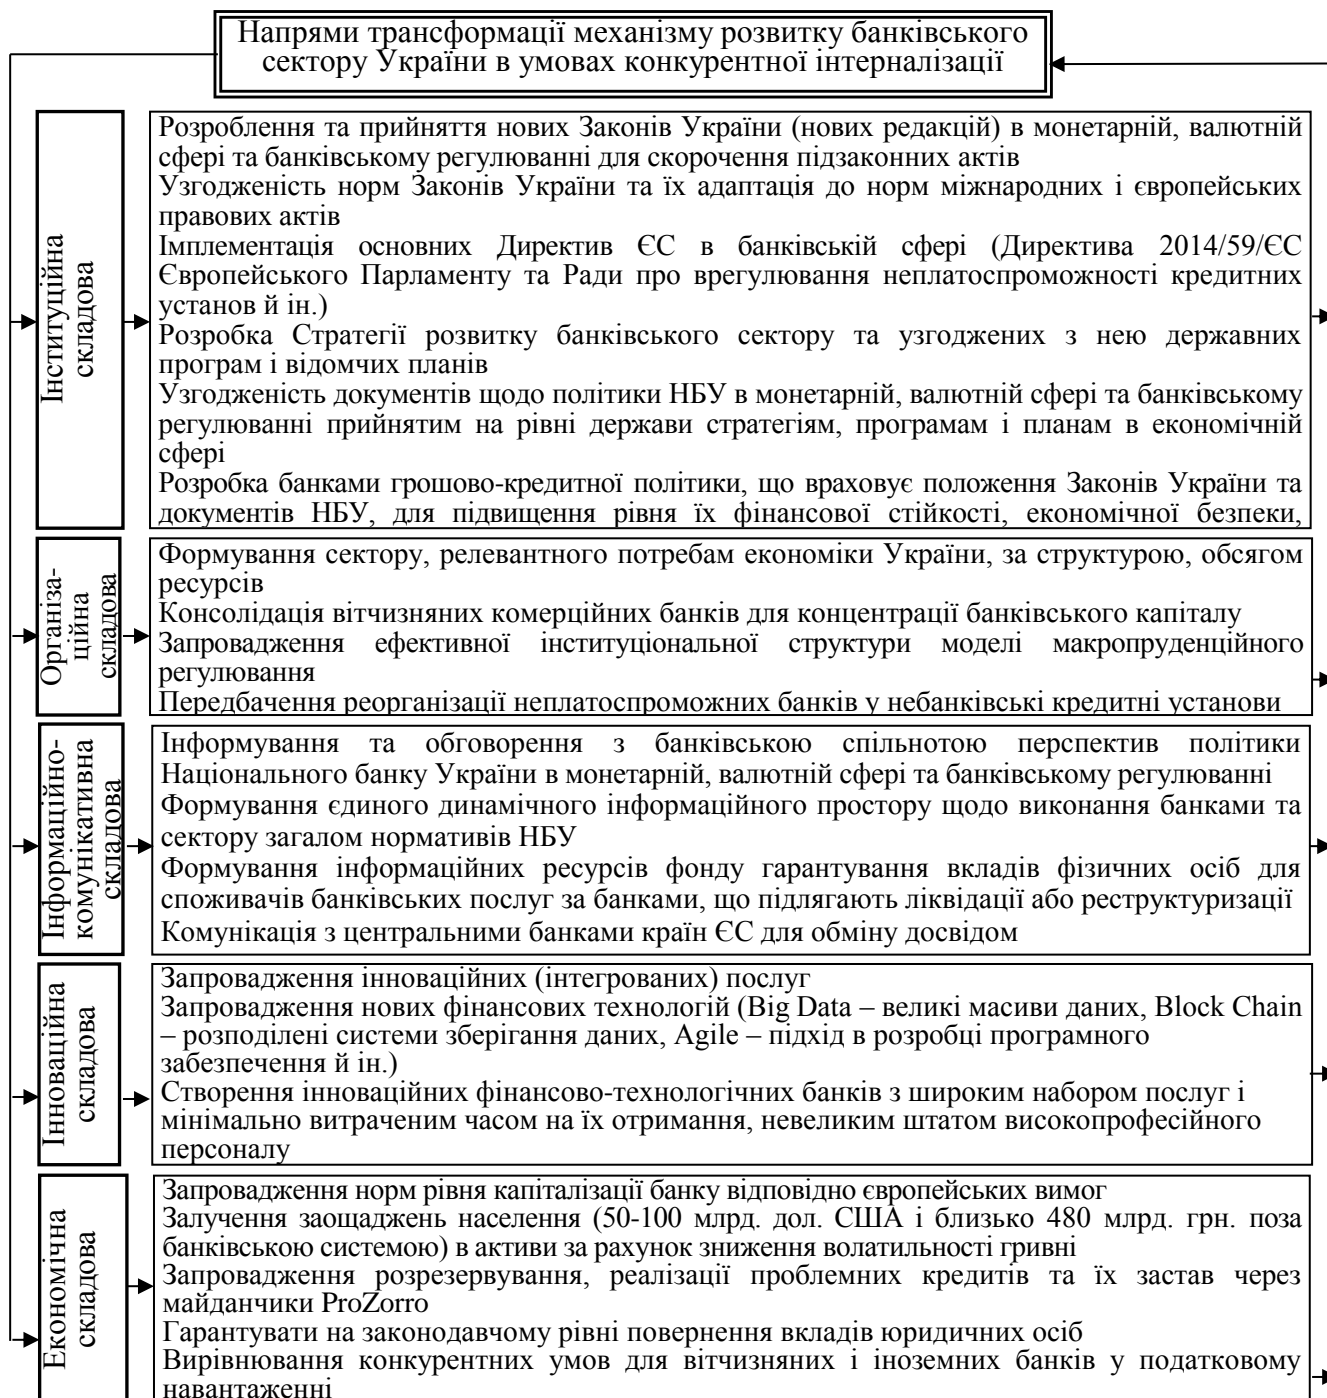 Напрями трансформації механізму розвитку банківського
сектору України в умовах конкурентної інтерналізації
Інституційна
складова
Розроблення та прийняття нових Законів України (нових редакцій) в монетарній, валютній
сфері та банківському регулюванні для скорочення підзаконних актів
Узгодженість норм Законів України та їх адаптація до норм міжнародних і європейських
правових актів
Імплементація основних Директив ЄС в банківській сфері (Директива 2014/59/ЄС
Європейського Парламенту та Ради про врегулювання неплатоспроможності кредитних
установ й ін.)
Розробка Стратегії розвитку банківського сектору та узгоджених з нею державних
програм і відомчих планів
Узгодженість документів щодо політики НБУ в монетарній, валютній сфері та банківському
регулюванні прийнятим на рівні держави стратегіям, програмам і планам в економічній
сфері
Розробка банками грошово-кредитної політики, що враховує положення Законів України та
документів НБУ, для підвищення рівня їх фінансової стійкості, економічної безпеки,
Організа-
ційна
складова
Формування сектору, релевантного потребам економіки України, за структурою, обсягом
ресурсів
Консолідація вітчизняних комерційних банків для концентрації банківського капіталу
Запровадження ефективної інституціональної структури моделі макропруденційного
регулювання
Передбачення реорганізації неплатоспроможних банків у небанківські кредитні установи
Інформаційно-
комунікативна
складова
Інформування та обговорення з банківською спільнотою перспектив політики
Національного банку України в монетарній, валютній сфері та банківському регулюванні
Формування єдиного динамічного інформаційного простору щодо виконання банками та
сектору загалом нормативів НБУ
Формування інформаційних ресурсів фонду гарантування вкладів фізичних осіб для
споживачів банківських послуг за банками, що підлягають ліквідації або реструктуризації
Комунікація з центральними банками країн ЄС для обміну досвідом
Інноваційна
складова
Запровадження інноваційних (інтегрованих) послуг
Запровадження нових фінансових технологій (Big Data – великі масиви даних, Block Chain
– розподілені системи зберігання даних, Agile – підхід в розробці програмного
забезпечення й ін.)
Створення інноваційних фінансово-технологічних банків з широким набором послуг і
мінімально витраченим часом на їх отримання, невеликим штатом високопрофесійного
персоналу
Економічна
складова
Запровадження норм рівня капіталізації банку відповідно європейських вимог
Залучення заощаджень населення (50-100 млрд. дол. США і близько 480 млрд. грн. поза
банківською системою) в активи за рахунок зниження волатильності гривні
Запровадження розрезервування, реалізації проблемних кредитів та їх застав через
майданчики ProZorro
Гарантувати на законодавчому рівні повернення вкладів юридичних осіб
Вирівнювання конкурентних умов для вітчизняних і іноземних банків у податковому
навантаженні